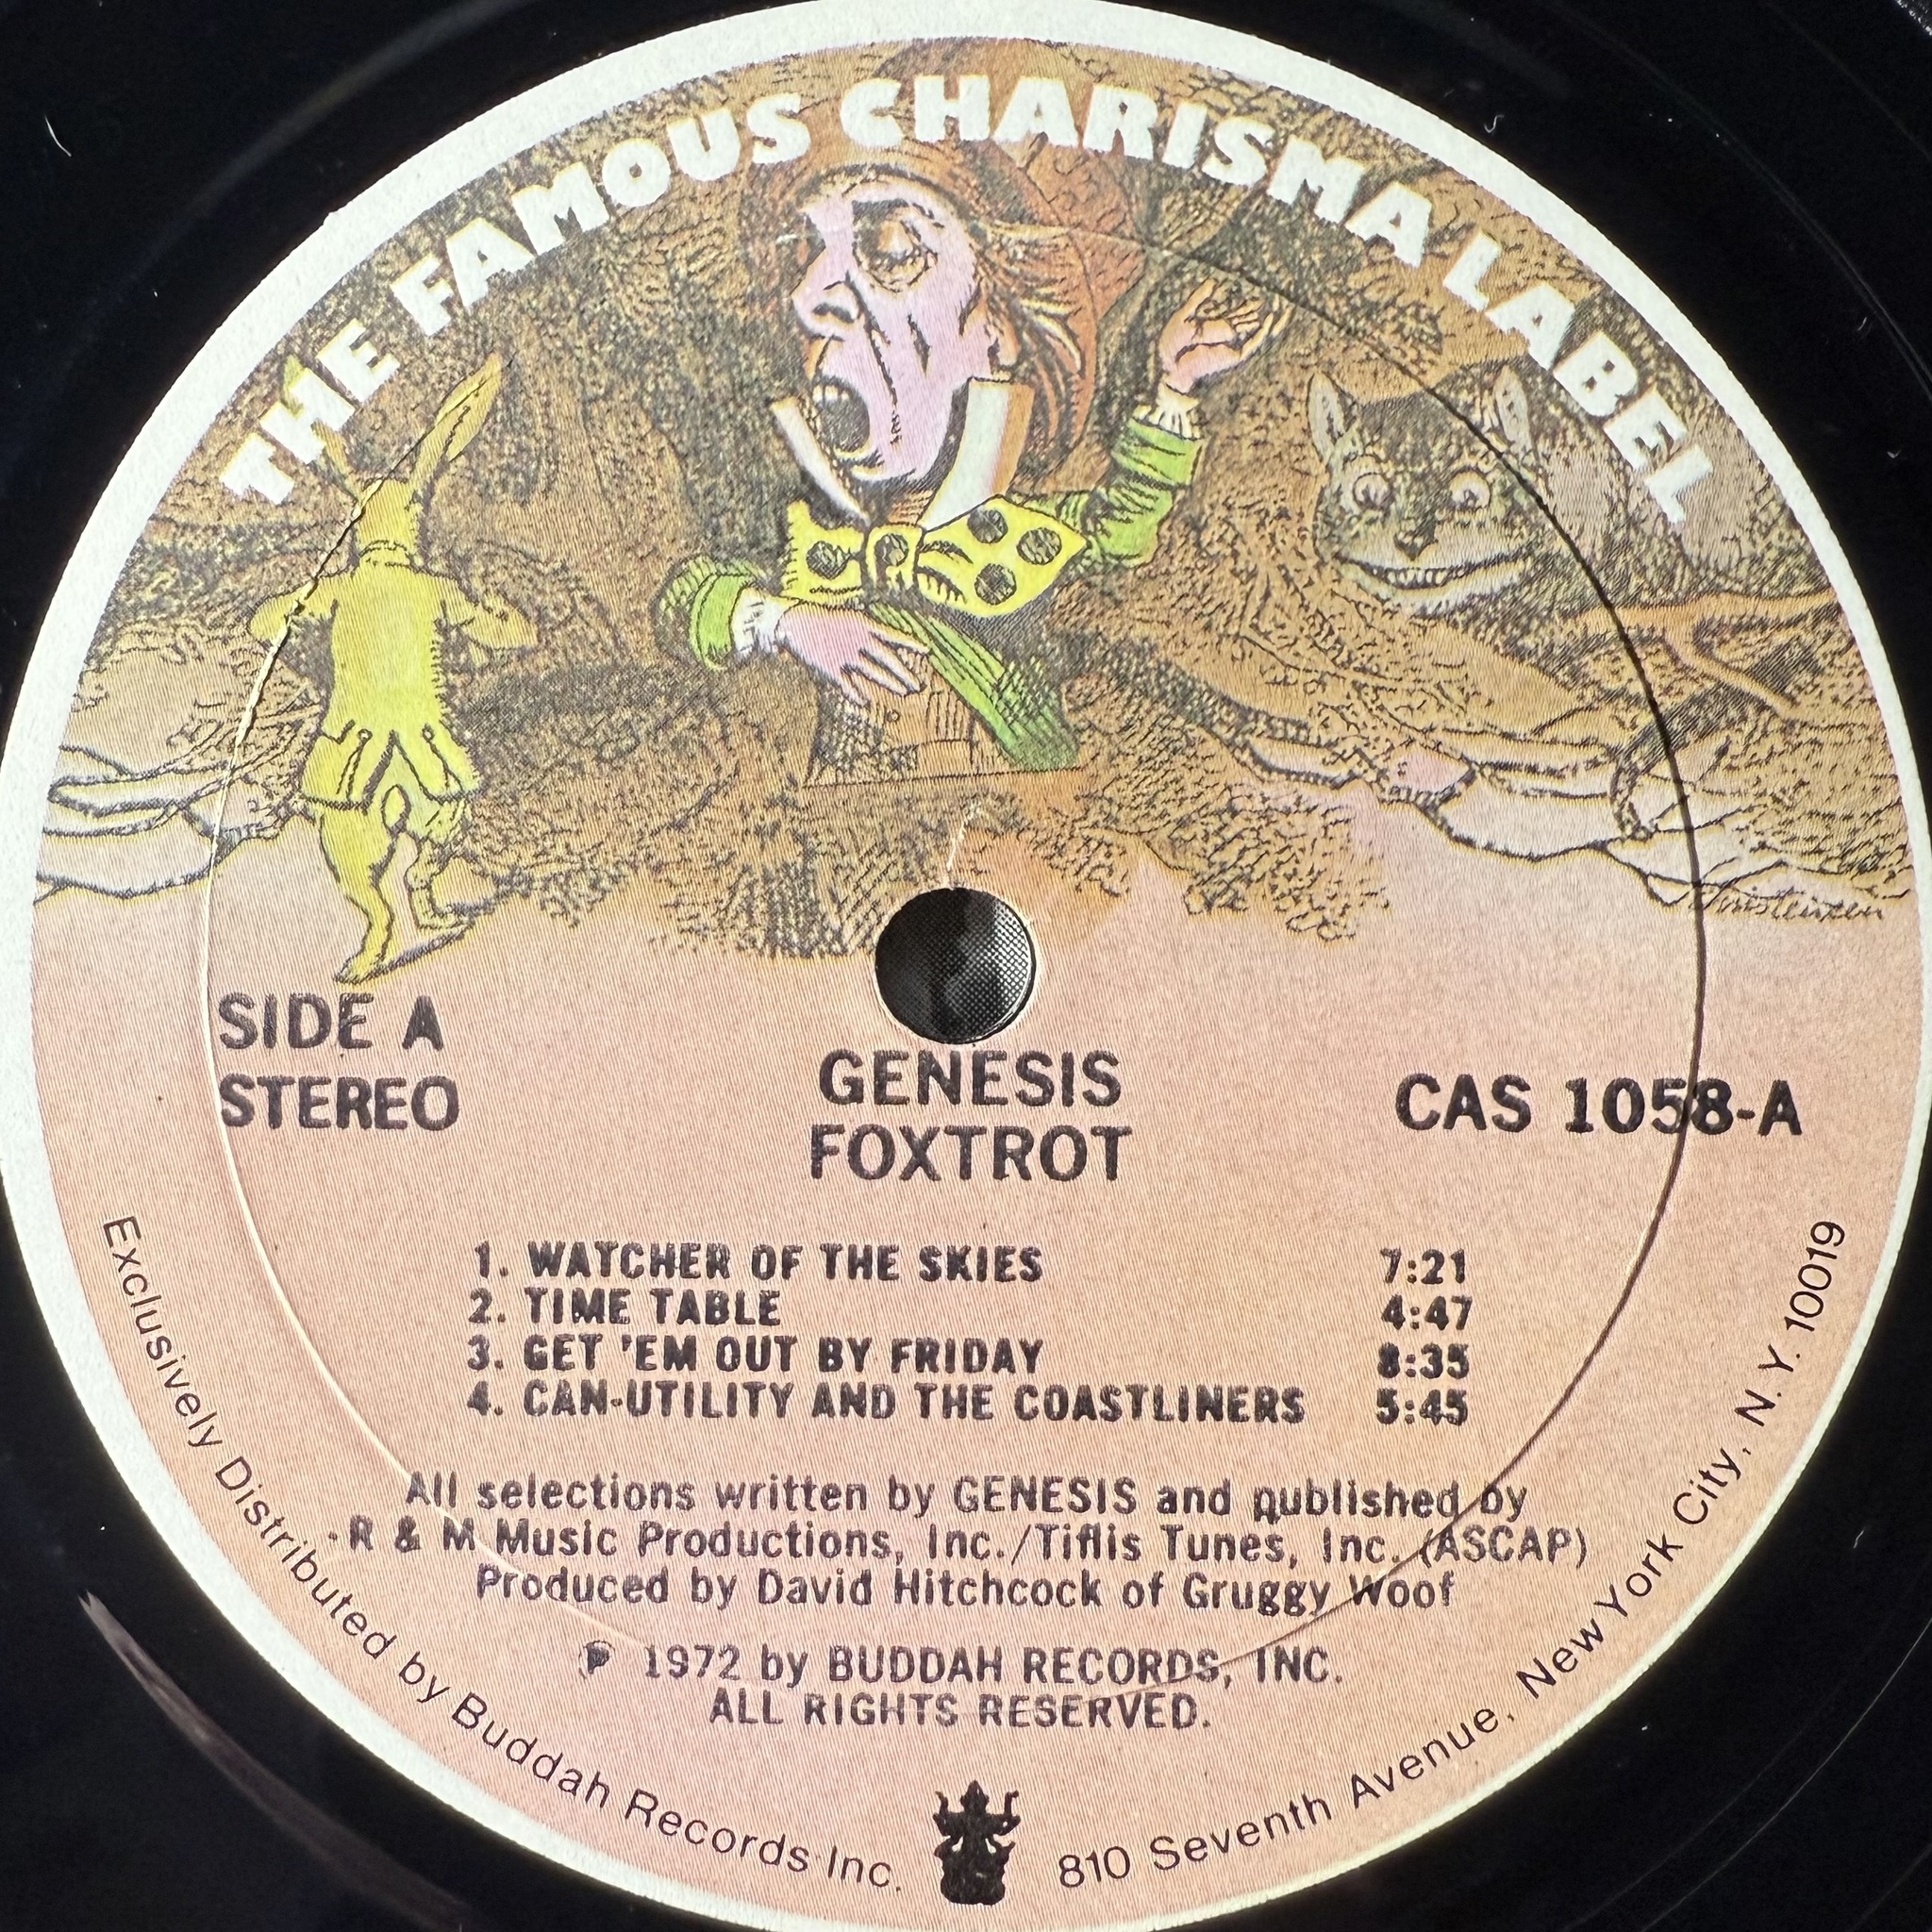 THE FAMOUS CHARISMA LABEL
SIDE A
STEREO
GENESIS
FOXTROT
CAS 1058-A
1. WATCHER OF THE SKIES 7:21
2. TIME TABLE 4:47
3. GET 'EM OUT BY FRIDAY 8:35
4. CAN-UTILITY AND THE COASTLINERS 5:45
All selections written by GENESIS and published by
R & M Music Productions, Inc./Tiflis Tunes, Inc. (ASCAP)
Produced by David Hitchcock of Gruggy Woof
℗ 1972 by BUDDAH RECORDS, INC.
ALL RIGHTS RESERVED.
Exclusively Distributed by Buddah Records Inc. 810 Seventh Avenue, New York City, N.Y. 10019